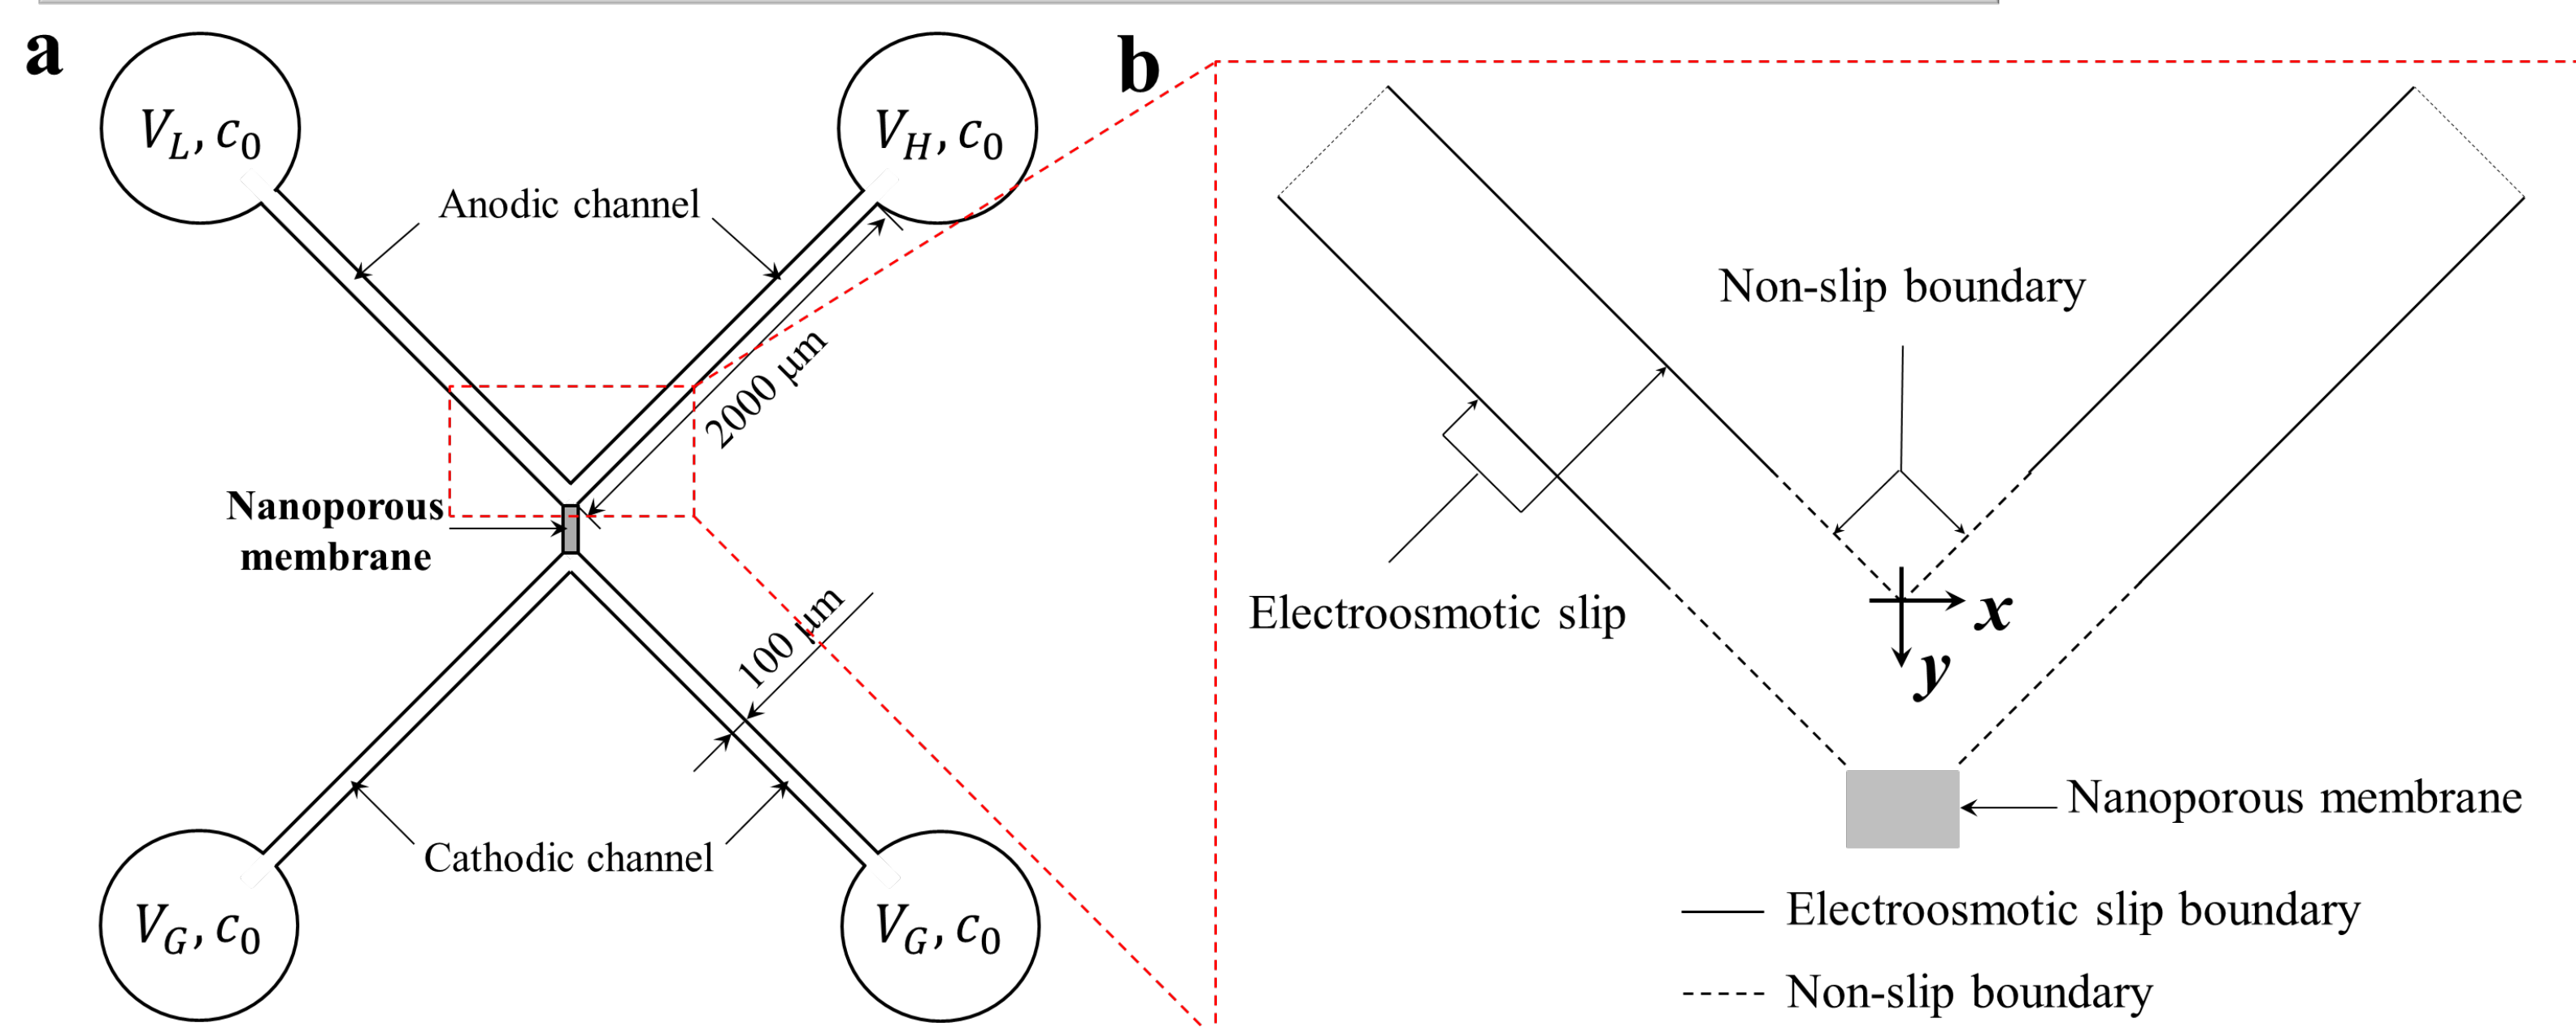 a
b
V_L, c_0
V_H, c_0
Anodic channel
Non-slip boundary
2000 μm
Nanoporous
membrane
Electroosmotic slip
x
y
100 μm
Nanoporous membrane
Cathodic channel
V_G, c_0
V_G, c_0
Electroosmotic slip boundary
Non-slip boundary